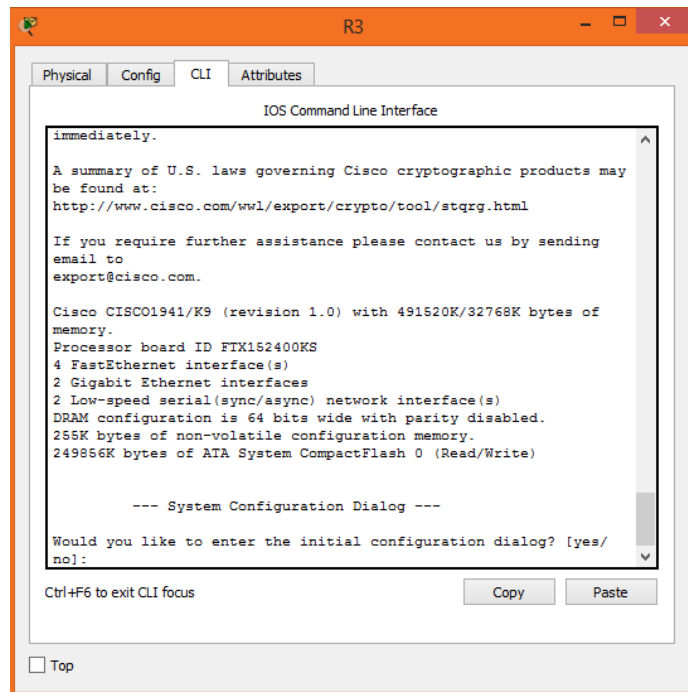 R3
Physical Config CLI Attributes
IOS Command Line Interface
immediately.
A summary of U.S. laws governing Cisco cryptographic products may
be found at:
http://www.cisco.com/wwl/export/crypto/tool/stqrg.html
If you require further assistance please contact us by sending
email to
export@cisco.com.
Cisco CISCO1941/K9 (revision 1.0) with 491520K/32768K bytes of
memory.
Processor board ID FTX152400KS
4 FastEthernet interface(s)
2 Gigabit Ethernet interfaces
2 Low-speed serial(sync/async) network interface(s)
DRAM configuration is 64 bits wide with parity disabled.
255K bytes of non-volatile configuration memory.
249856K bytes of ATA System CompactFlash 0 (Read/Write)
--- System Configuration Dialog ---
Would you like to enter the initial configuration dialog? [yes/
no]:
Ctrl+F6 to exit CLI focus
Copy Paste
Top